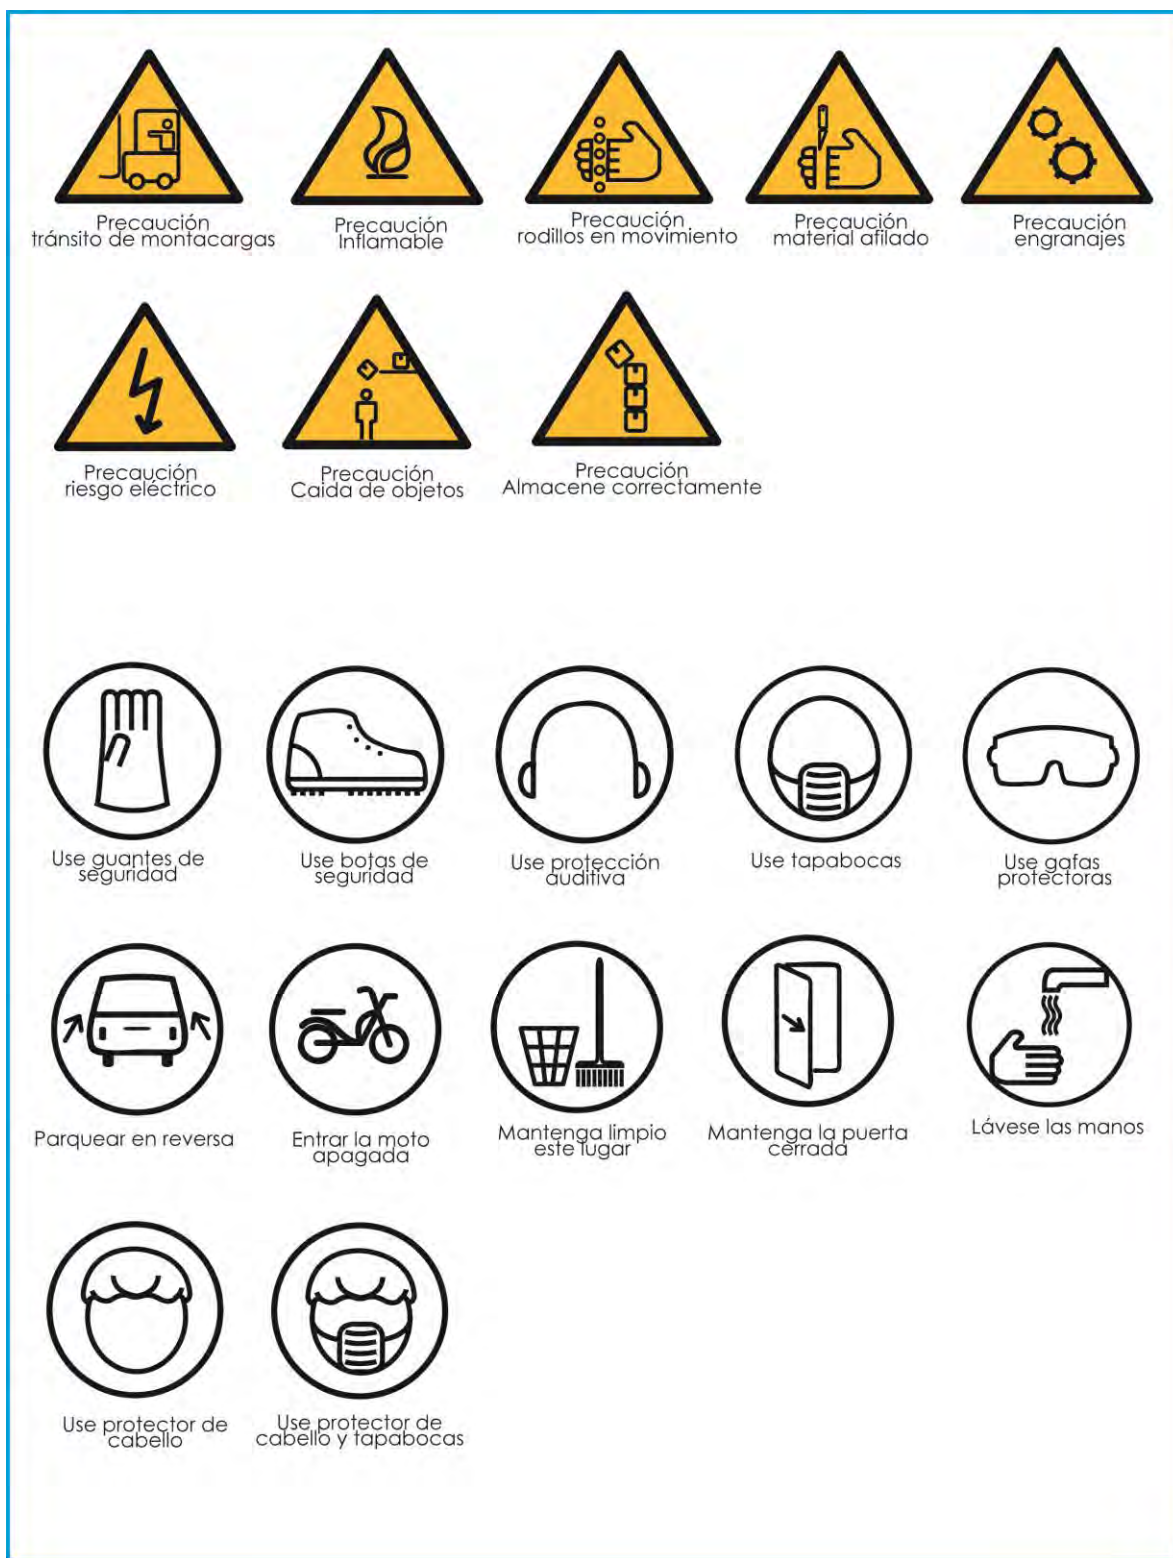 Precaución
tránsito de montacargas
Precaución
Inflamable
Precaución
rodillos en movimiento
Precaución
material afilado
Precaución
engranajes
Precaución
riesgo eléctrico
Precaución
Caida de objetos
Precaución
Almacene correctamente
Use guantes de
seguridad
Use botas de
seguridad
Use protección
auditiva
Use tapabocas
Use gafas
protectoras
Parquear en reversa
Entrar la moto
apagada
Mantenga limpio
este lugar
Mantenga la puerta
cerrada
Lávese las manos
Use protector de
cabello
Use protector de
cabello y tapabocas